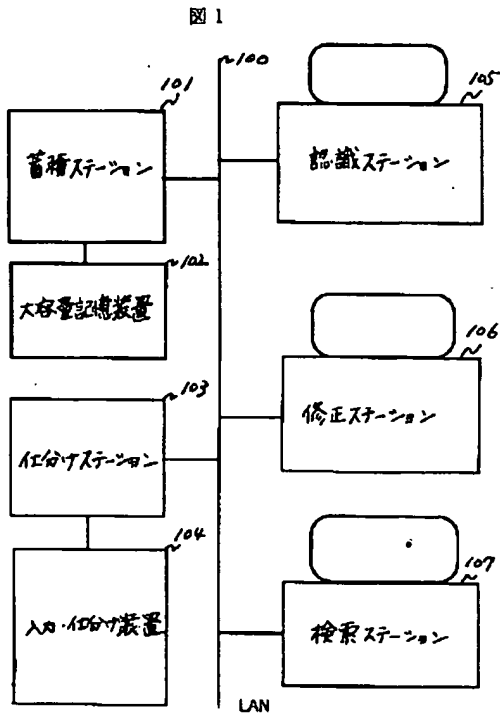 図1
100
101
蓄積ステーション
102
大容量記憶装置
103
仕分けステーション
104
入力・仕分け装置
105
認識ステーション
106
修正ステーション
107
検索ステーション
LAN